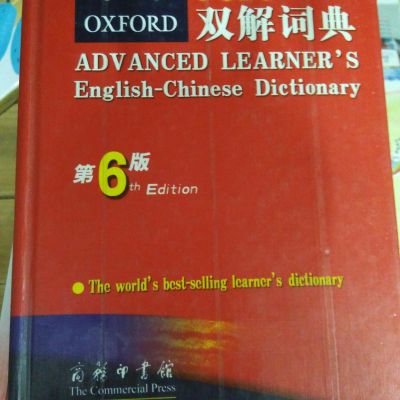 OXFORD 双解词典
ADVANCED LEARNER'S
English-Chinese Dictionary
第6版
6th Edition
The world's best-selling learner's dictionary
商務印書館
The Commercial Press